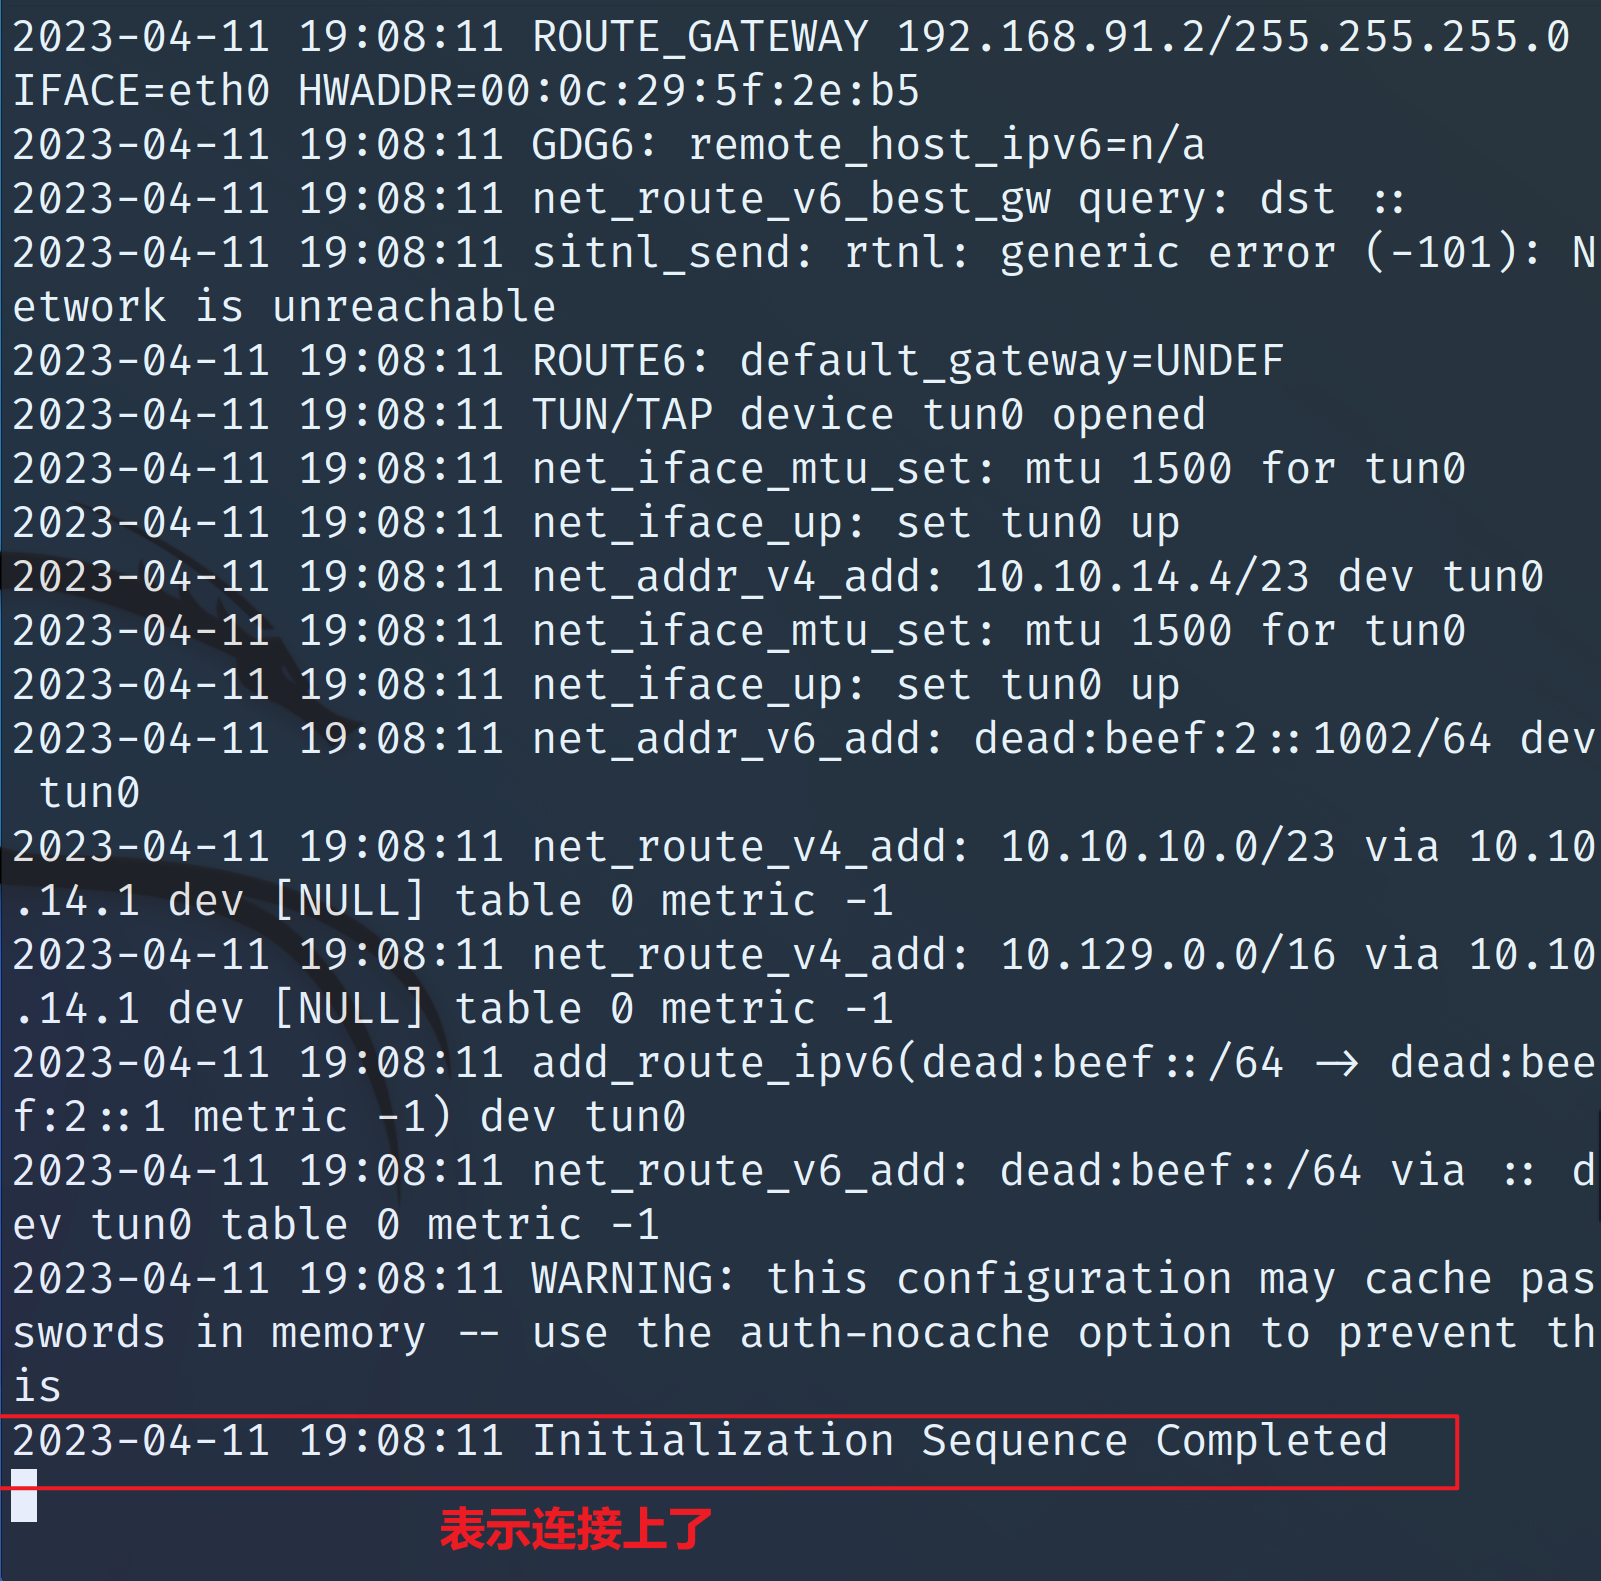 2023-04-11 19:08:11 ROUTE_GATEWAY 192.168.91.2/255.255.255.0
IFACE=eth0 HWADDR=00:0c:29:5f:2e:b5
2023-04-11 19:08:11 GDG6: remote_host_ipv6=n/a
2023-04-11 19:08:11 net_route_v6_best_gw query: dst ::
2023-04-11 19:08:11 sitnl_send: rtnl: generic error (-101): N
etwork is unreachable
2023-04-11 19:08:11 ROUTE6: default_gateway=UNDEF
2023-04-11 19:08:11 TUN/TAP device tun0 opened
2023-04-11 19:08:11 net_iface_mtu_set: mtu 1500 for tun0
2023-04-11 19:08:11 net_iface_up: set tun0 up
2023-04-11 19:08:11 net_addr_v4_add: 10.10.14.4/23 dev tun0
2023-04-11 19:08:11 net_iface_mtu_set: mtu 1500 for tun0
2023-04-11 19:08:11 net_iface_up: set tun0 up
2023-04-11 19:08:11 net_addr_v6_add: dead:beef:2::1002/64 dev
tun0
2023-04-11 19:08:11 net_route_v4_add: 10.10.10.0/23 via 10.10
.14.1 dev [NULL] table 0 metric -1
2023-04-11 19:08:11 net_route_v4_add: 10.129.0.0/16 via 10.10
.14.1 dev [NULL] table 0 metric -1
2023-04-11 19:08:11 add_route_ipv6(dead:beef::/64 -> dead:bee
f:2::1 metric -1) dev tun0
2023-04-11 19:08:11 net_route_v6_add: dead:beef::/64 via :: d
ev tun0 table 0 metric -1
2023-04-11 19:08:11 WARNING: this configuration may cache pas
swords in memory -- use the auth-nocache option to prevent th
is
2023-04-11 19:08:11 Initialization Sequence Completed
表示连接上了